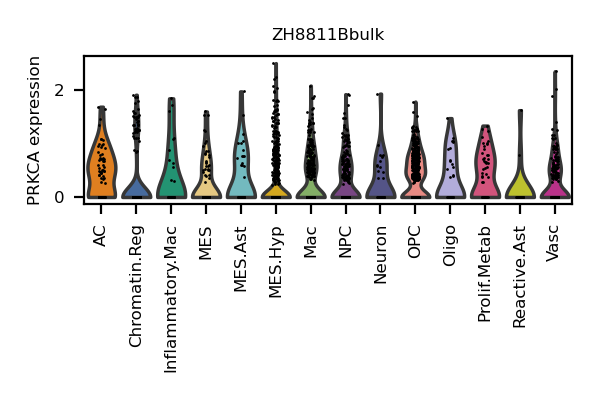 ZH8811Bbulk
PRKCA expression
2
0
AC
Chromatin.Reg
Inflammatory.Mac
MES
MES.Ast
MES.Hyp
Mac
NPC
Neuron
OPC
Oligo
Prolif.Metab
Reactive.Ast
Vasc